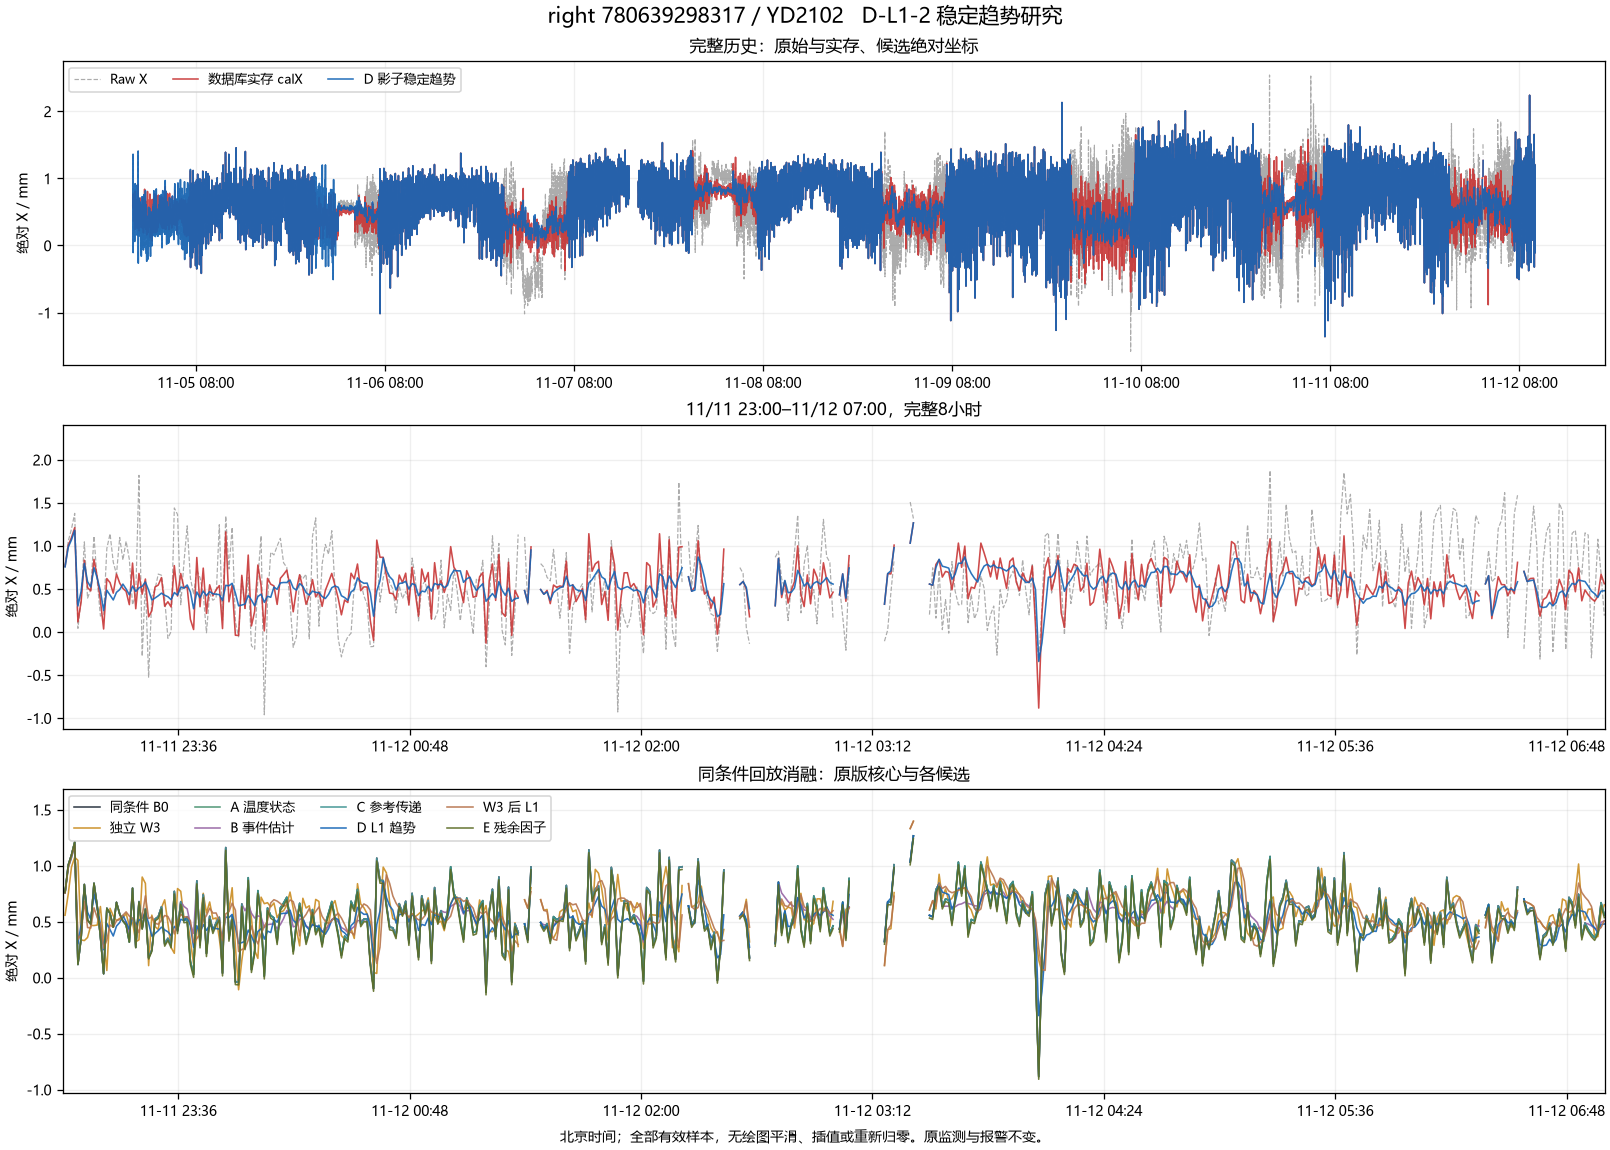 right 780639298317 / YD2102   D-L1-2 稳定趋势研究
完整历史：原始与实存、候选绝对坐标
Raw X  数据库实存 calX  D 影子稳定趋势
绝对 X / mm
2
1
0
-1
11-05 08:00  11-06 08:00  11-07 08:00  11-08 08:00  11-09 08:00  11-10 08:00  11-11 08:00  11-12 08:00
11/11 23:00–11/12 07:00，完整8小时
绝对 X / mm
2.0
1.5
1.0
0.5
0.0
-0.5
-1.0
11-11 23:36  11-12 00:48  11-12 02:00  11-12 03:12  11-12 04:24  11-12 05:36  11-12 06:48
同条件回放消融：原版核心与各候选
同条件 B0  A 温度状态  C 参考传递  W3 后 L1
独立 W3  B 事件估计  D L1 趋势  E 残余因子
绝对 X / mm
1.5
1.0
0.5
0.0
-0.5
-1.0
11-11 23:36  11-12 00:48  11-12 02:00  11-12 03:12  11-12 04:24  11-12 05:36  11-12 06:48
北京时间；全部有效样本，无绘图平滑、插值或重新归零。原监测与报警不变。